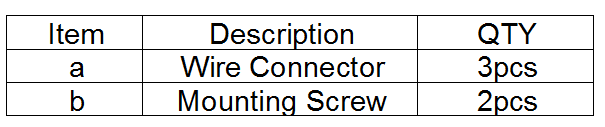 Item Description QTY
a Wire Connector 3pcs
b Mounting Screw 2pcs